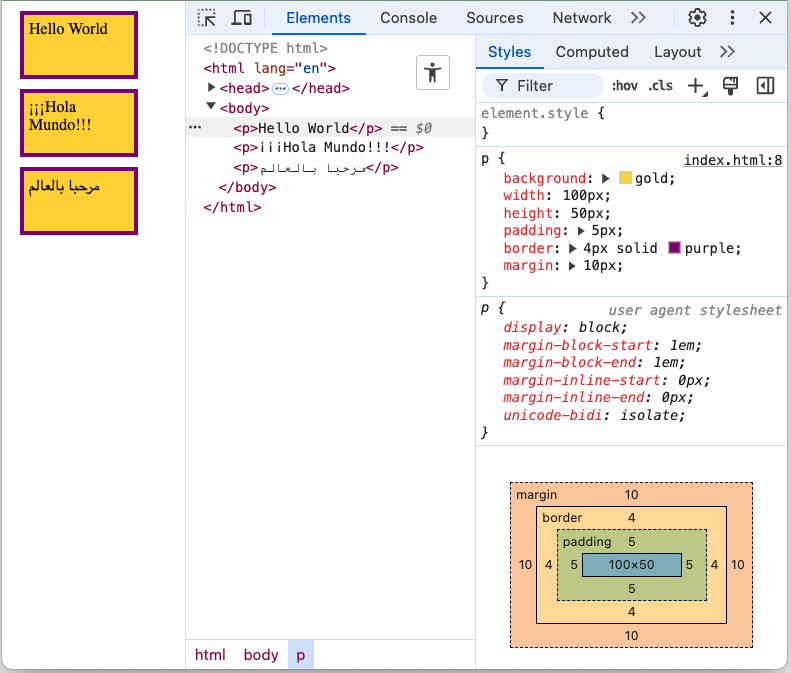 Hello World
¡¡¡Hola
Mundo!!!
مرحبا بالعالم
Elements Console Sources Network
<!DOCTYPE html>
<html lang="en">
<head> … </head>
<body>
<p>Hello World</p> == $0
<p>¡¡¡Hola Mundo!!!</p>
<p>مرحبا بالعالم</p>
</body>
</html>
html body p
Styles Computed Layout
Filter :hov .cls
element.style {
}
p { index.html:8
background: gold;
width: 100px;
height: 50px;
padding: 5px;
border: 4px solid purple;
margin: 10px;
}
p { user agent stylesheet
display: block;
margin-block-start: 1em;
margin-block-end: 1em;
margin-inline-start: 0px;
margin-inline-end: 0px;
unicode-bidi: isolate;
}
margin 10
border 4
padding 5
10 4 5 100×50 5 4 10
5
4
10